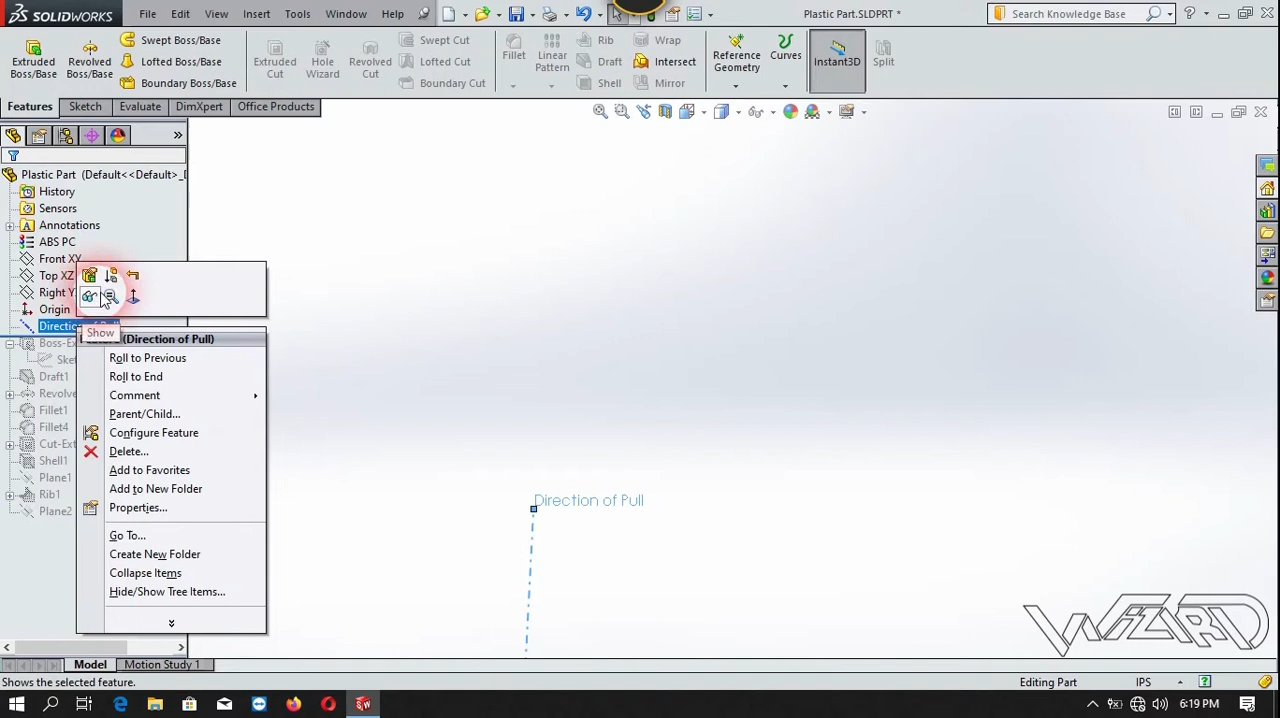 SOLIDWORKS
File Edit View Insert Tools Window Help
Plastic Part.SLDPRT *
Search Knowledge Base
Extruded Boss/Base
Revolved Boss/Base
Swept Boss/Base
Lofted Boss/Base
Boundary Boss/Base
Extruded Cut
Hole Wizard
Revolved Cut
Swept Cut
Lofted Cut
Boundary Cut
Fillet
Linear Pattern
Rib
Draft
Shell
Wrap
Intersect
Mirror
Reference Geometry
Curves
Instant3D
Split
Features Sketch Evaluate DimXpert Office Products
Plastic Part (Default<<Default>_D
History
Sensors
Annotations
ABS PC
Front XY
Top XZ
Right Y
Origin
Direction of Pull
Show
Boss-Ex
Ske
Draft1
Revolve
Fillet1
Fillet4
Cut-Ext
Shell1
Plane1
Rib1
Plane2
(Direction of Pull)
Roll to Previous
Roll to End
Comment
Parent/Child...
Configure Feature
Delete...
Add to Favorites
Add to New Folder
Properties...
Go To...
Create New Folder
Collapse Items
Hide/Show Tree Items...
Direction of Pull
WIZARD
Model Motion Study 1
Shows the selected feature.
Editing Part
IPS
6:19 PM